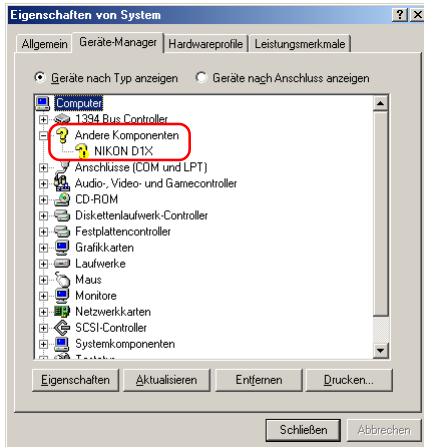 Eigenschaften von System
Allgemein Geräte-Manager Hardwareprofile Leistungsmerkmale
Geräte nach Typ anzeigen Geräte nach Anschluss anzeigen
Computer
1394 Bus Controller
Andere Komponenten
NIKON D1X
Anschlüsse (COM und LPT)
Audio-, Video- und Gamecontroller
CD-ROM
Diskettenlaufwerk-Controller
Festplattencontroller
Grafikkarten
Laufwerke
Maus
Monitore
Netzwerkkarten
SCSI-Controller
Systemkomponenten
Eigenschaften Aktualisieren Entfernen Drucken...
Schließen Abbrechen